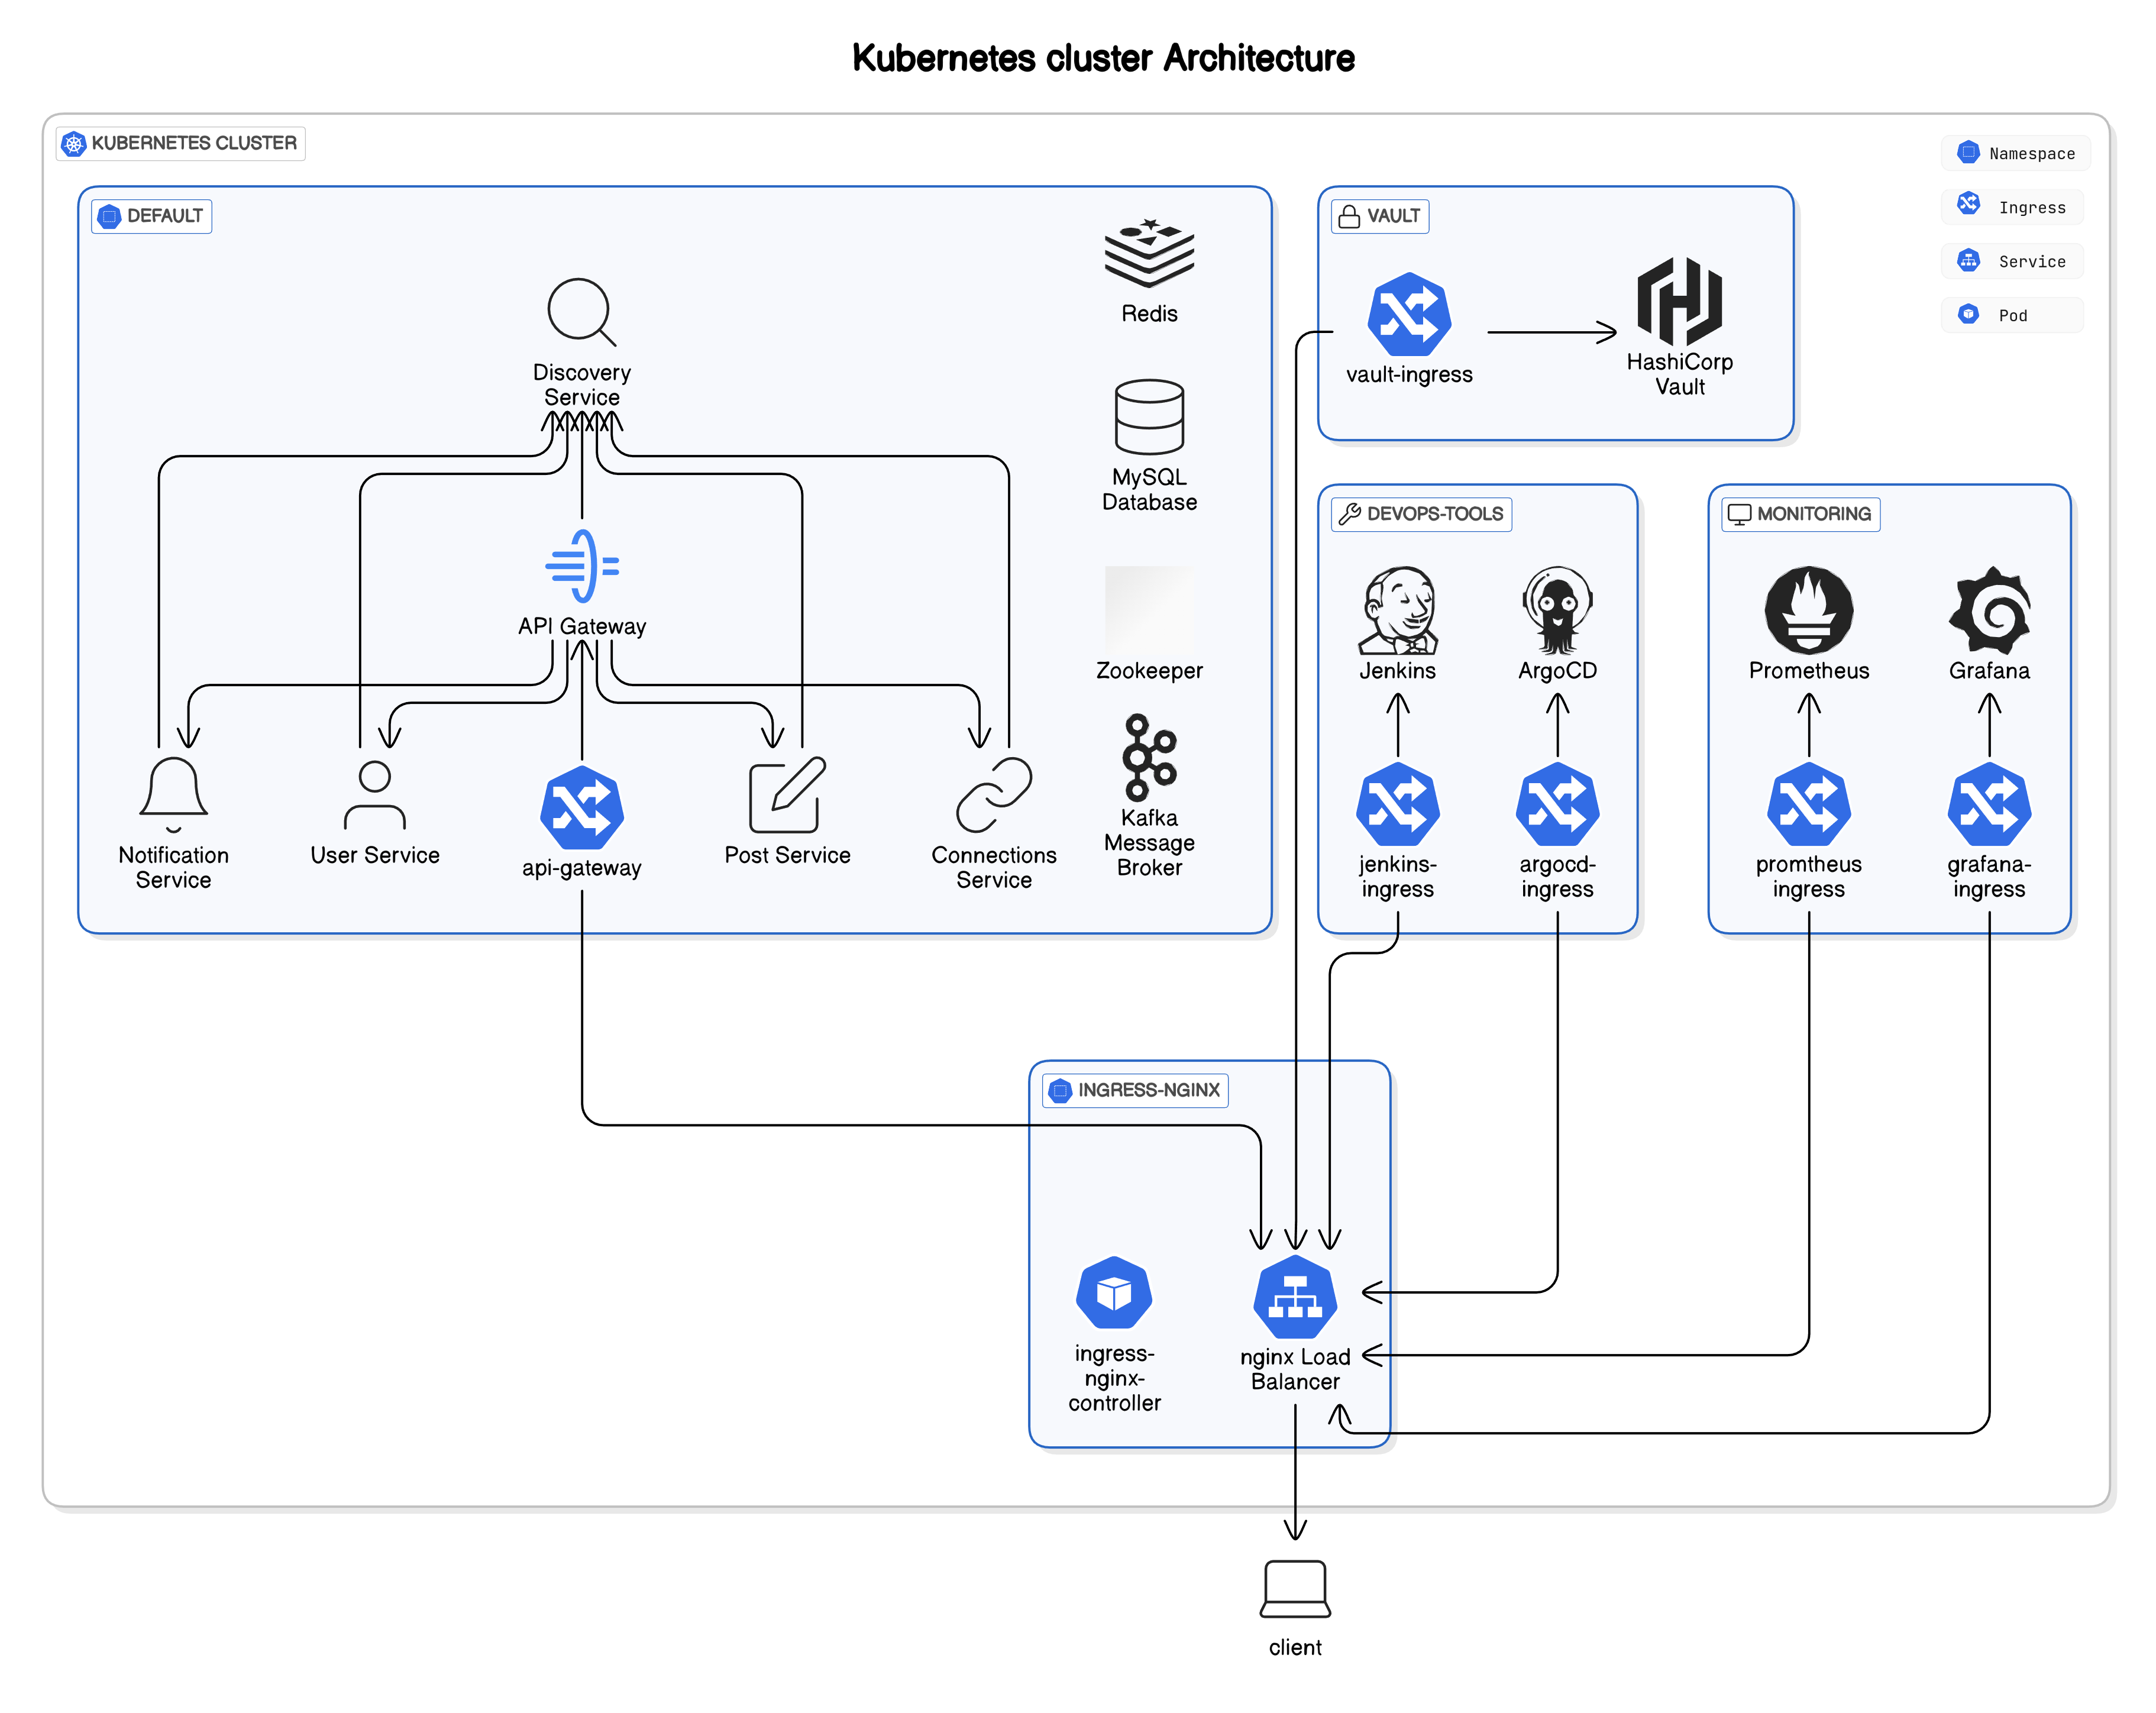 Kubernetes cluster Architecture
KUBERNETES CLUSTER
Namespace
Ingress
Service
Pod
DEFAULT
Redis
Discovery
Service
MySQL
Database
API Gateway
Zookeeper
Kafka
Message
Broker
Notification
Service
User Service
api-gateway
Post Service
Connections
Service
VAULT
vault-ingress
HashiCorp
Vault
DEVOPS-TOOLS
Jenkins
ArgoCD
jenkins-
ingress
argocd-
ingress
MONITORING
Prometheus
Grafana
promtheus
ingress
grafana-
ingress
INGRESS-NGINX
ingress-
nginx-
controller
nginx Load
Balancer
client